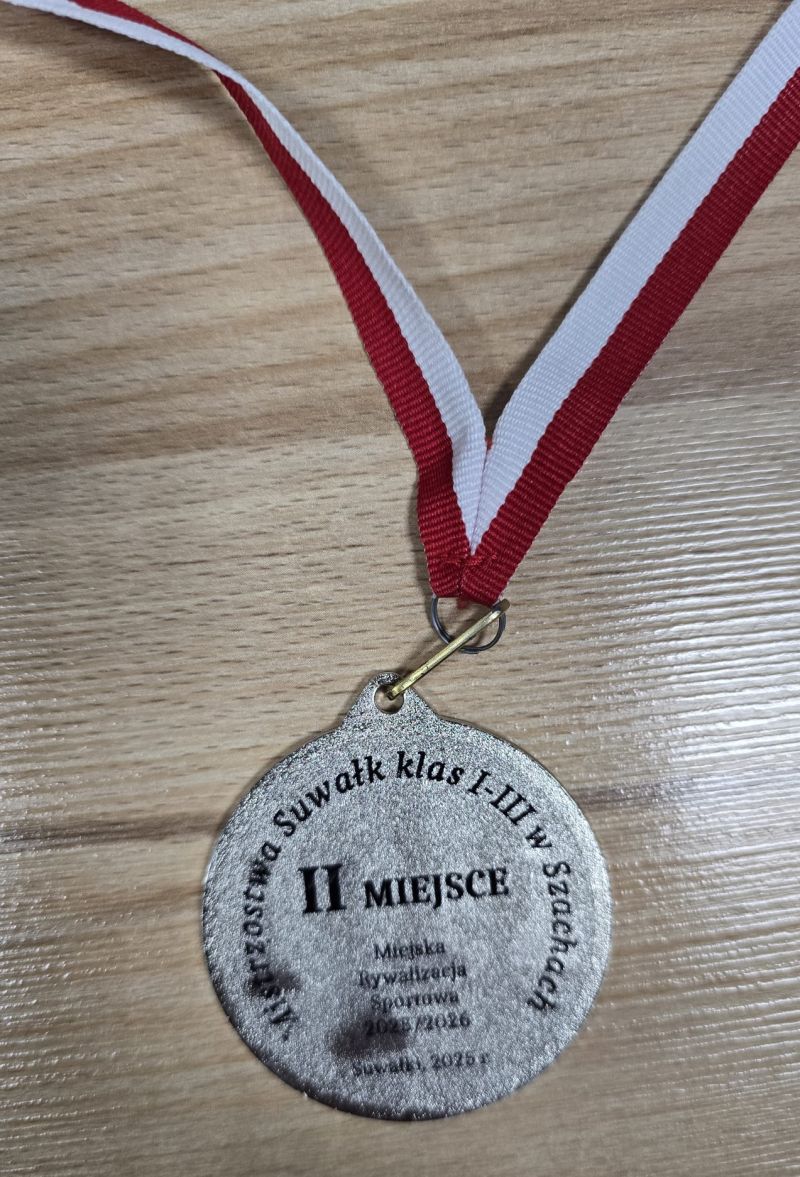 Mistrzostwa Suwałk klas I-III w Szachach
II MIEJSCE
Miejska
Rywalizacja
Sportowa
2025/2026
Suwałki, 2025 r